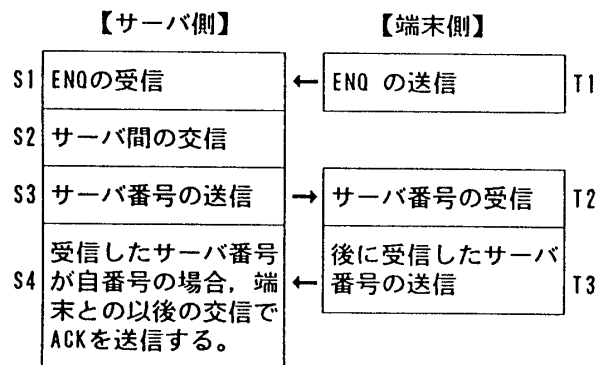 【サーバ側】 【端末側】
S1 ENQの受信 ← ENQ の送信 T1
S2 サーバ間の交信
S3 サーバ番号の送信 → サーバ番号の受信 T2
S4 受信したサーバ番号
が自番号の場合，端
末との以後の交信で
ACKを送信する。
← 後に受信したサーバ
番号の送信 T3